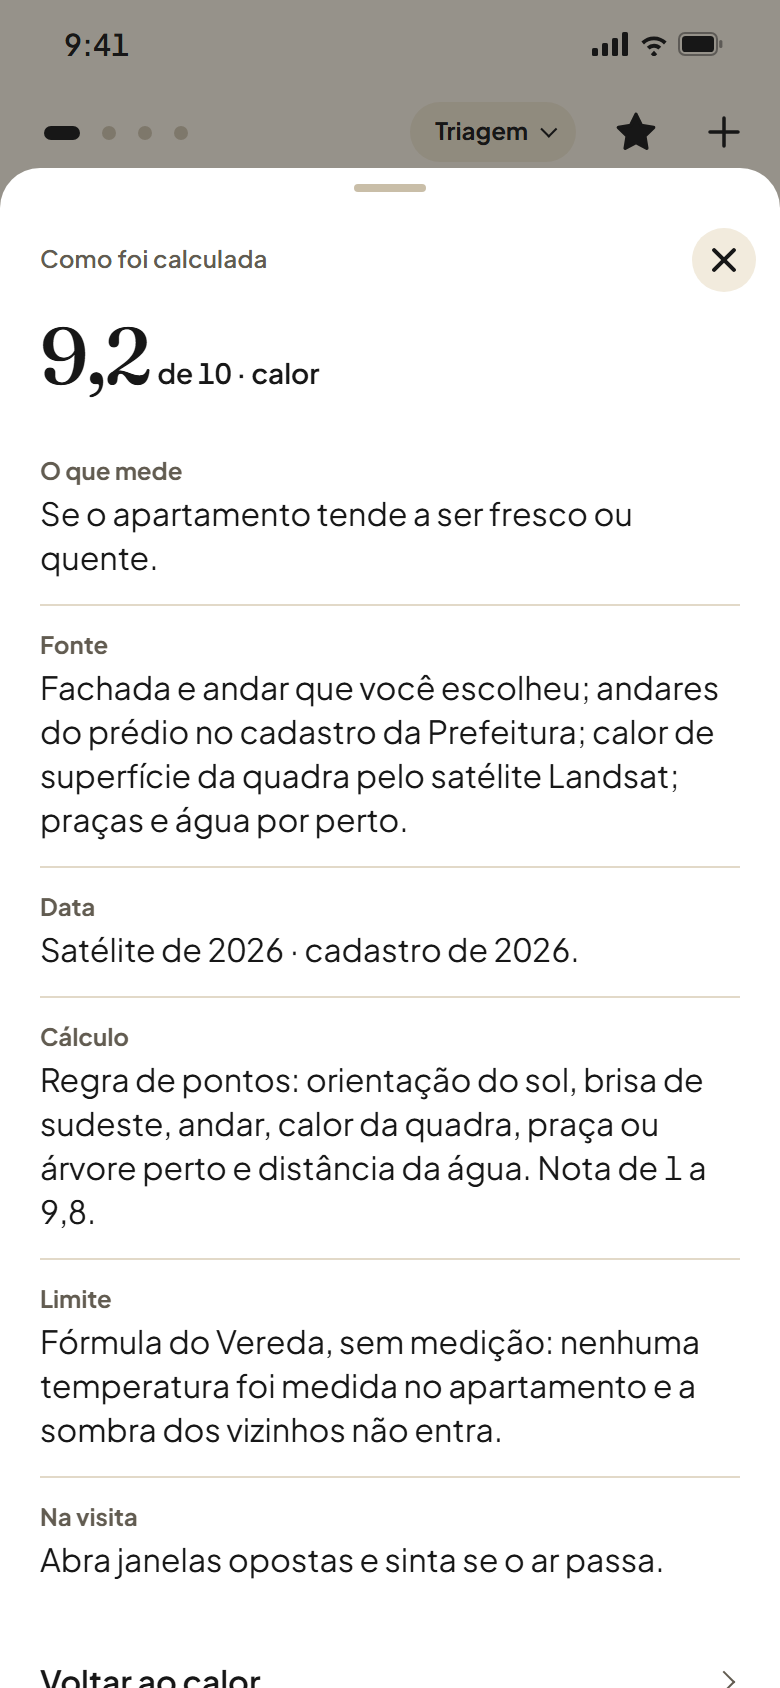 9:41
Triagem
Como foi calculada
9,2 de 10 · calor
O que mede
Se o apartamento tende a ser fresco ou
quente.
Fonte
Fachada e andar que você escolheu; andares
do prédio no cadastro da Prefeitura; calor de
superfície da quadra pelo satélite Landsat;
praças e água por perto.
Data
Satélite de 2026 · cadastro de 2026.
Cálculo
Regra de pontos: orientação do sol, brisa de
sudeste, andar, calor da quadra, praça ou
árvore perto e distância da água. Nota de 1 a
9,8.
Limite
Fórmula do Vereda, sem medição: nenhuma
temperatura foi medida no apartamento e a
sombra dos vizinhos não entra.
Na visita
Abra janelas opostas e sinta se o ar passa.
Voltar ao calor